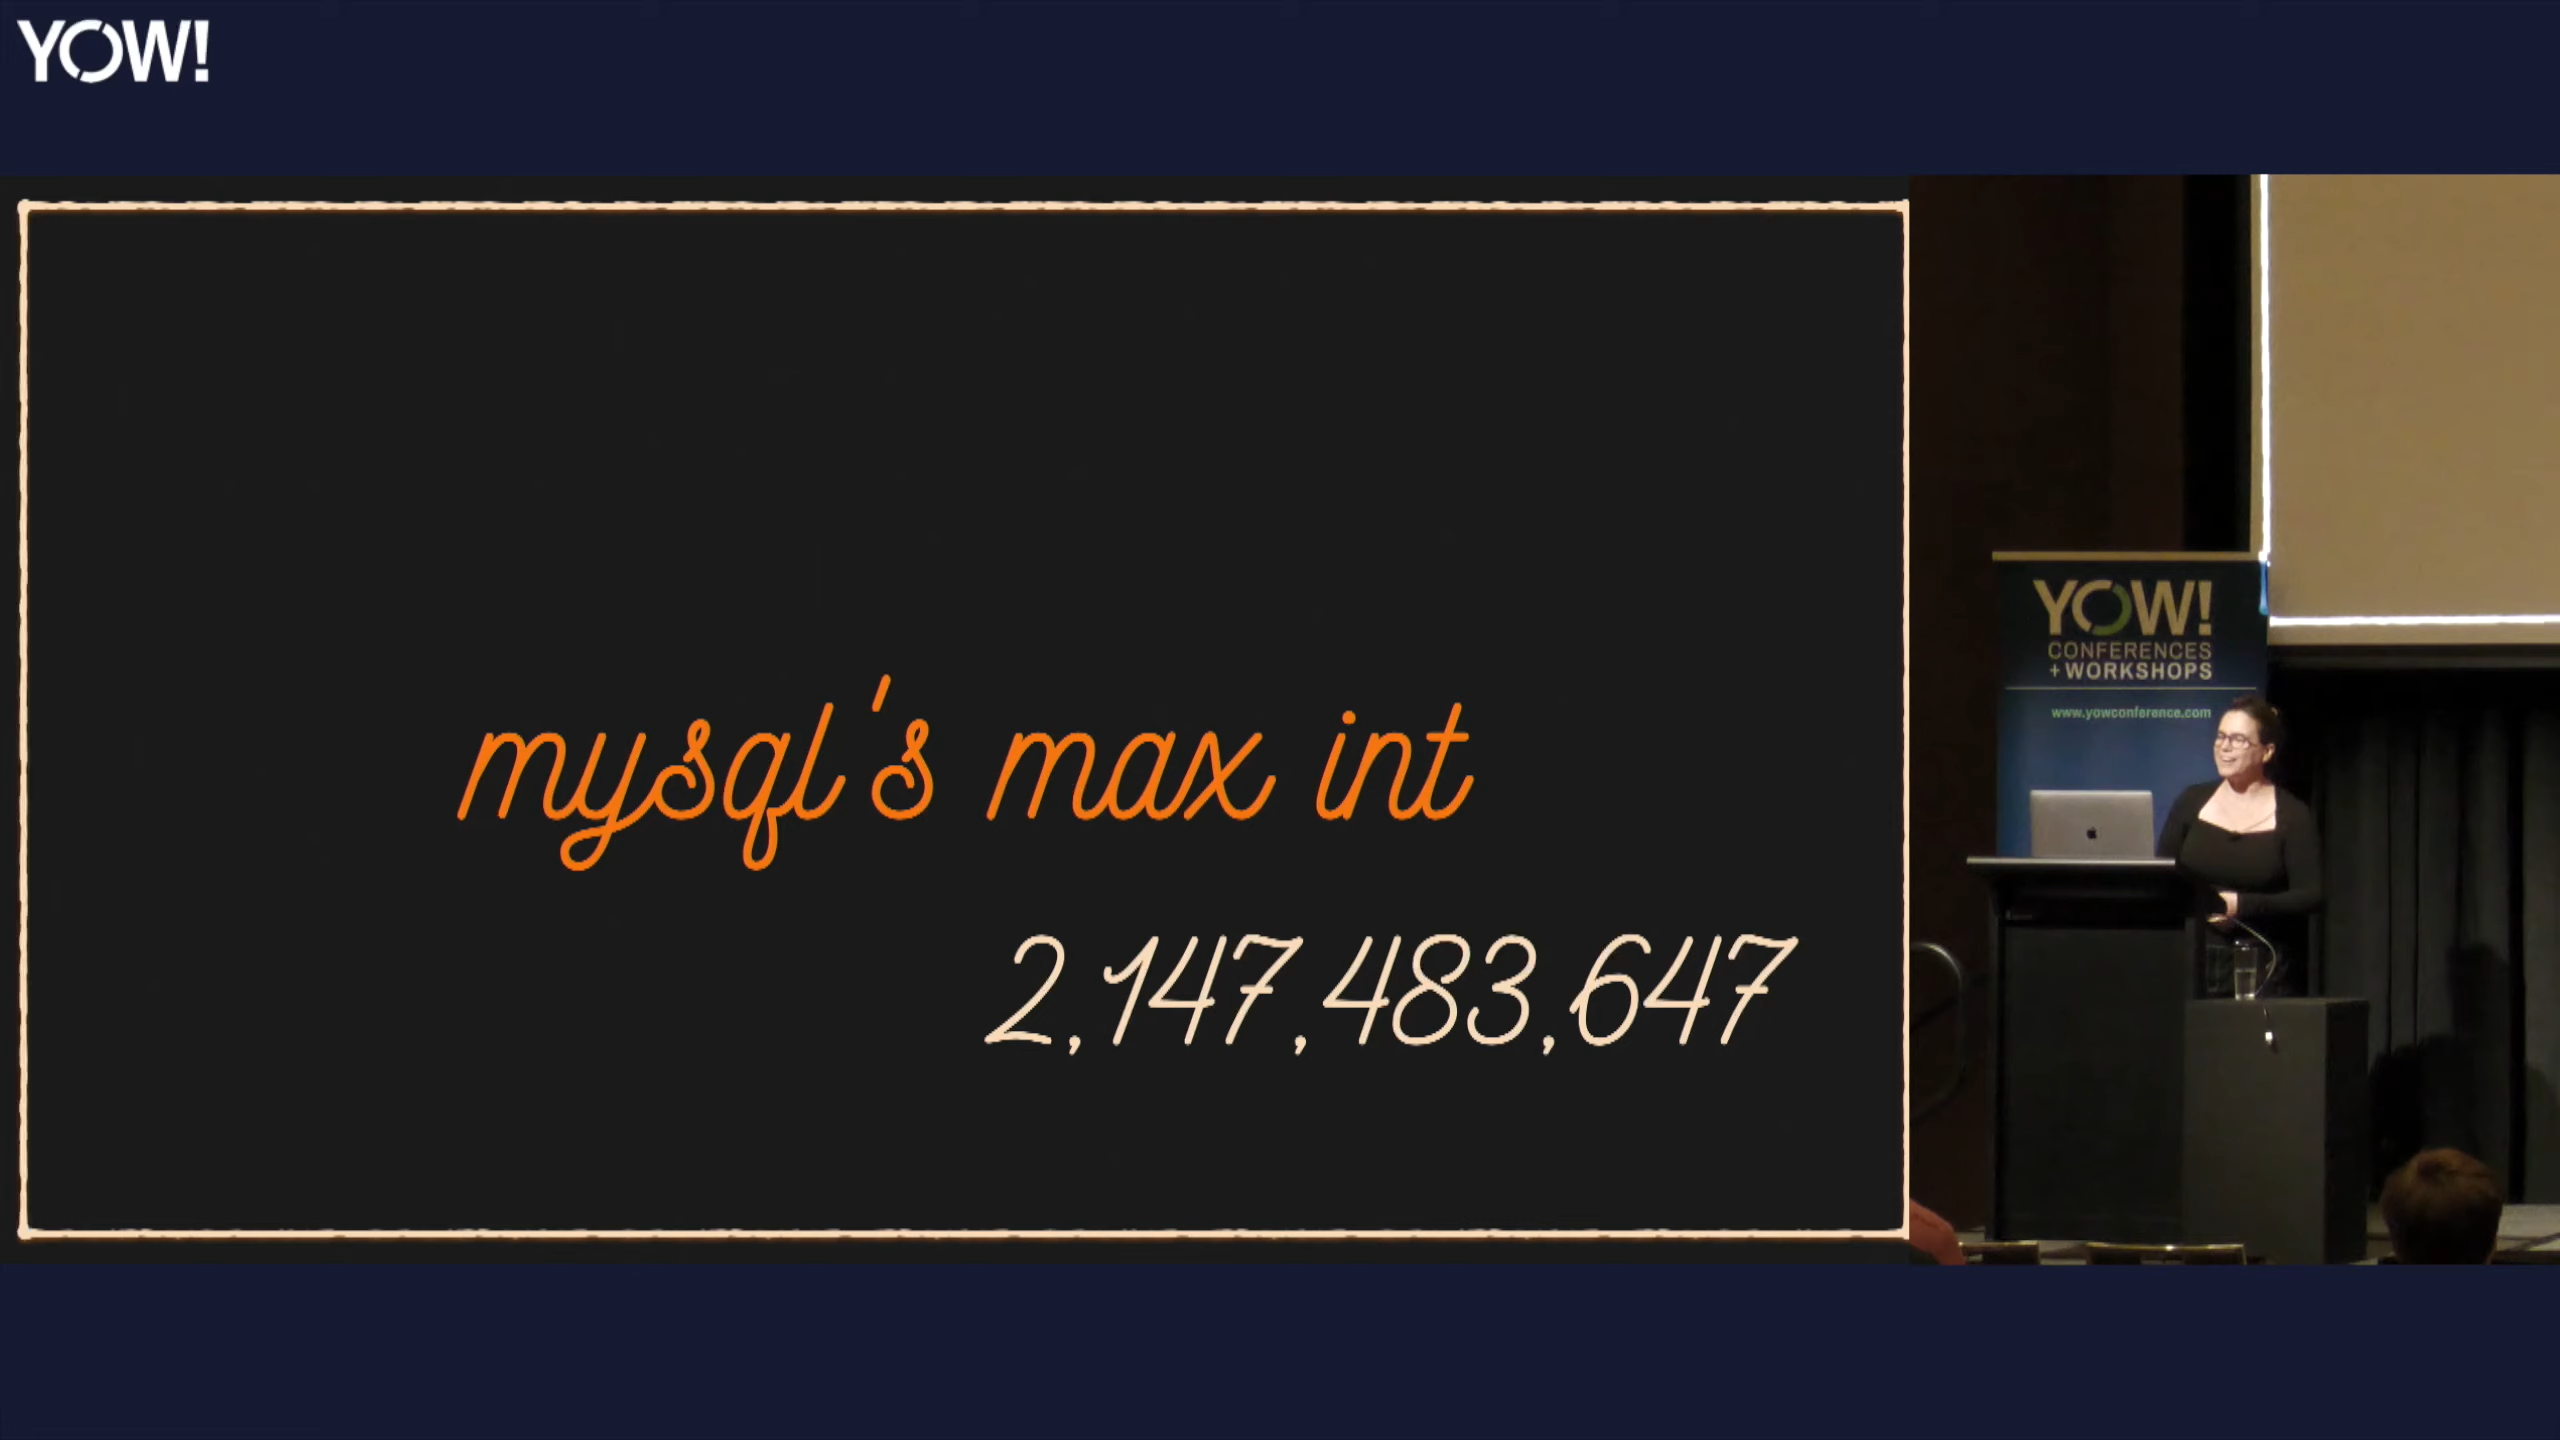 YOW!
mysql's max int
2,147,483,647
YOW!
CONFERENCES
+ WORKSHOPS
www.yowconference.com